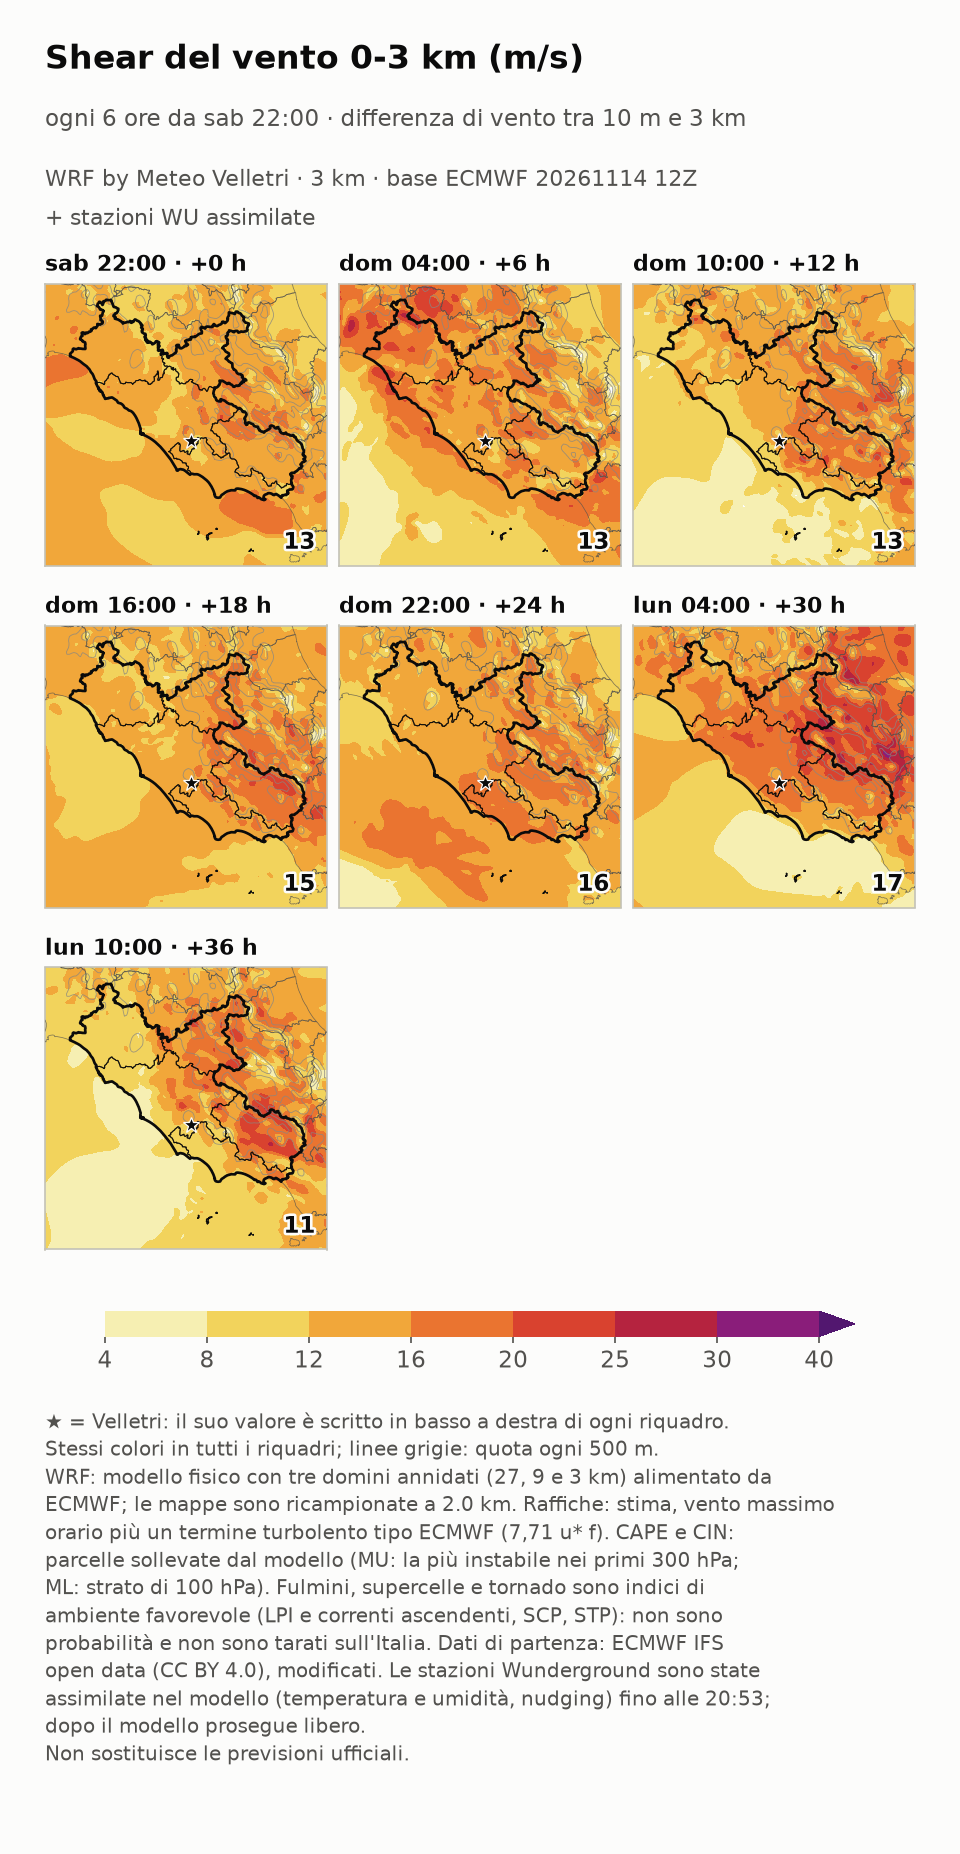 Shear del vento 0-3 km (m/s)
ogni 6 ore da sab 22:00 · differenza di vento tra 10 m e 3 km
WRF by Meteo Velletri · 3 km · base ECMWF 20261114 12Z
+ stazioni WU assimilate
sab 22:00 · +0 h
dom 04:00 · +6 h
dom 10:00 · +12 h
13
13
13
dom 16:00 · +18 h
dom 22:00 · +24 h
lun 04:00 · +30 h
15
16
17
lun 10:00 · +36 h
11
4 8 12 16 20 25 30 40
★ = Velletri: il suo valore è scritto in basso a destra di ogni riquadro.
Stessi colori in tutti i riquadri; linee grigie: quota ogni 500 m.
WRF: modello fisico con tre domini annidati (27, 9 e 3 km) alimentato da
ECMWF; le mappe sono ricampionate a 2.0 km. Raffiche: stima, vento massimo
orario più un termine turbolento tipo ECMWF (7,71 u* f). CAPE e CIN:
parcelle sollevate dal modello (MU: la più instabile nei primi 300 hPa;
ML: strato di 100 hPa). Fulmini, supercelle e tornado sono indici di
ambiente favorevole (LPI e correnti ascendenti, SCP, STP): non sono
probabilità e non sono tarati sull'Italia. Dati di partenza: ECMWF IFS
open data (CC BY 4.0), modificati. Le stazioni Wunderground sono state
assimilate nel modello (temperatura e umidità, nudging) fino alle 20:53;
dopo il modello prosegue libero.
Non sostituisce le previsioni ufficiali.